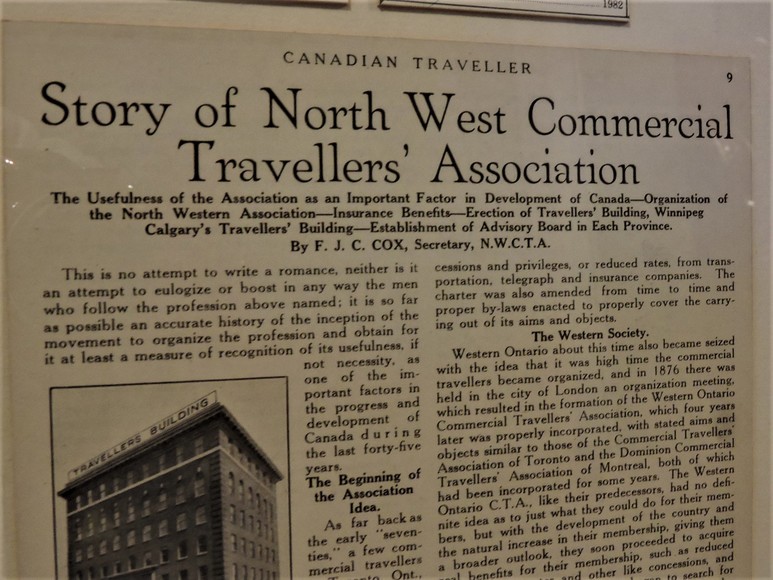 1982
CANADIAN TRAVELLER
9
Story of North West Commercial
Travellers' Association
The Usefulness of the Association as an Important Factor in Development of Canada—Organization of
the North Western Association—Insurance Benefits—Erection of Travellers' Building, Winnipeg
Calgary's Travellers' Building—Establishment of Advisory Board in Each Province.
By F. J. C. COX, Secretary, N.W.C.T.A.
This is no attempt to write a romance, neither is it
an attempt to eulogize or boost in any way the men
who follow the profession above named; it is so far
as possible an accurate history of the inception of the
movement to organize the profession and obtain for
it at least a measure of recognition of its usefulness, if
not necessity, as
one of the im-
portant factors in
the progress and
development of
Canada during
the last forty-five
years.
The Beginning of
the Association
Idea.
As far back as
the early "seven-
ties," a few com-
mercial travellers
Toronto Ont.,
TRAVELLERS BUILDING
cessions and privileges, or reduced rates, from trans-
portation, telegraph and insurance companies. The
charter was also amended from time to time and
proper by-laws enacted to properly cover the carry-
ing out of its aims and objects.
The Western Society.
Western Ontario about this time also became seized
with the idea that it was high time the commercial
travellers became organized, and in 1876 there was
held in the city of London an organization meeting,
which resulted in the formation of the Western Ontario
Commercial Travellers' Association, which four years
later was properly incorporated, with stated aims and
objects similar to those of the Commercial Travellers'
Association of Toronto and the Dominion Commercial
Travellers' Association of Montreal, both of which
had been incorporated for some years. The Western
Ontario C.T.A., like their predecessors, had no defi-
nite idea as to just what they could do for their mem-
bers, but with the development of the country and
the natural increase in their membership, giving them
a broader outlook, they soon proceeded to acquire
benefits for their membership, such as reduced
and other like concessions, and
to search for